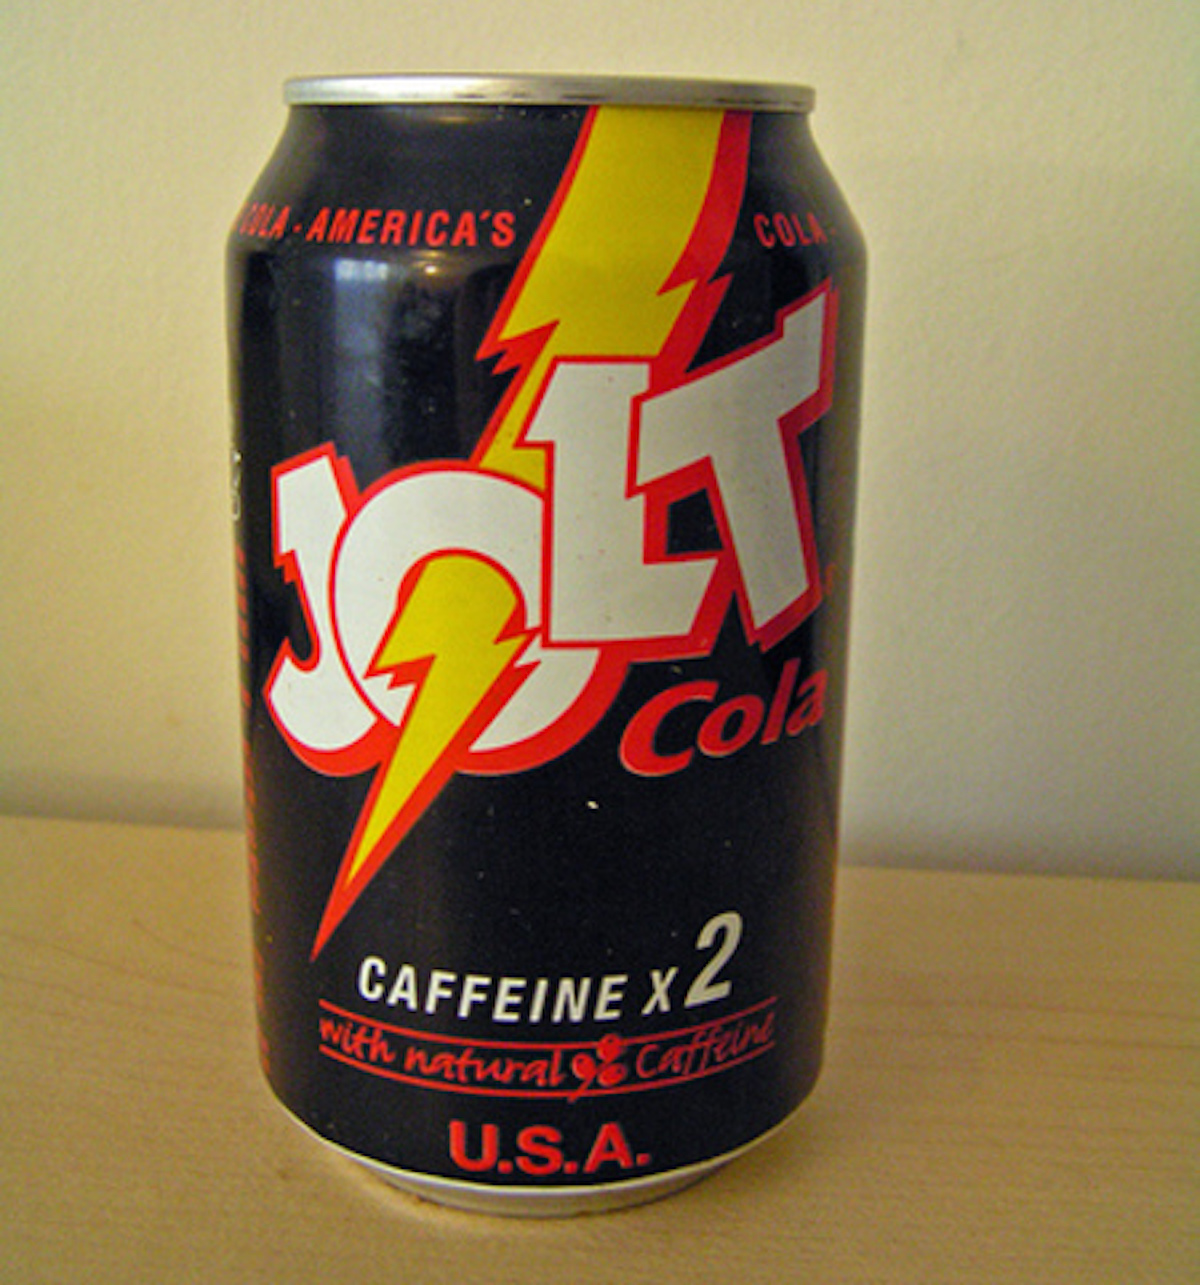 COLA - AMERICA'S
COLA -
JOLT
Cola
CAFFEINE X 2
with natural Caffeine
U.S.A.